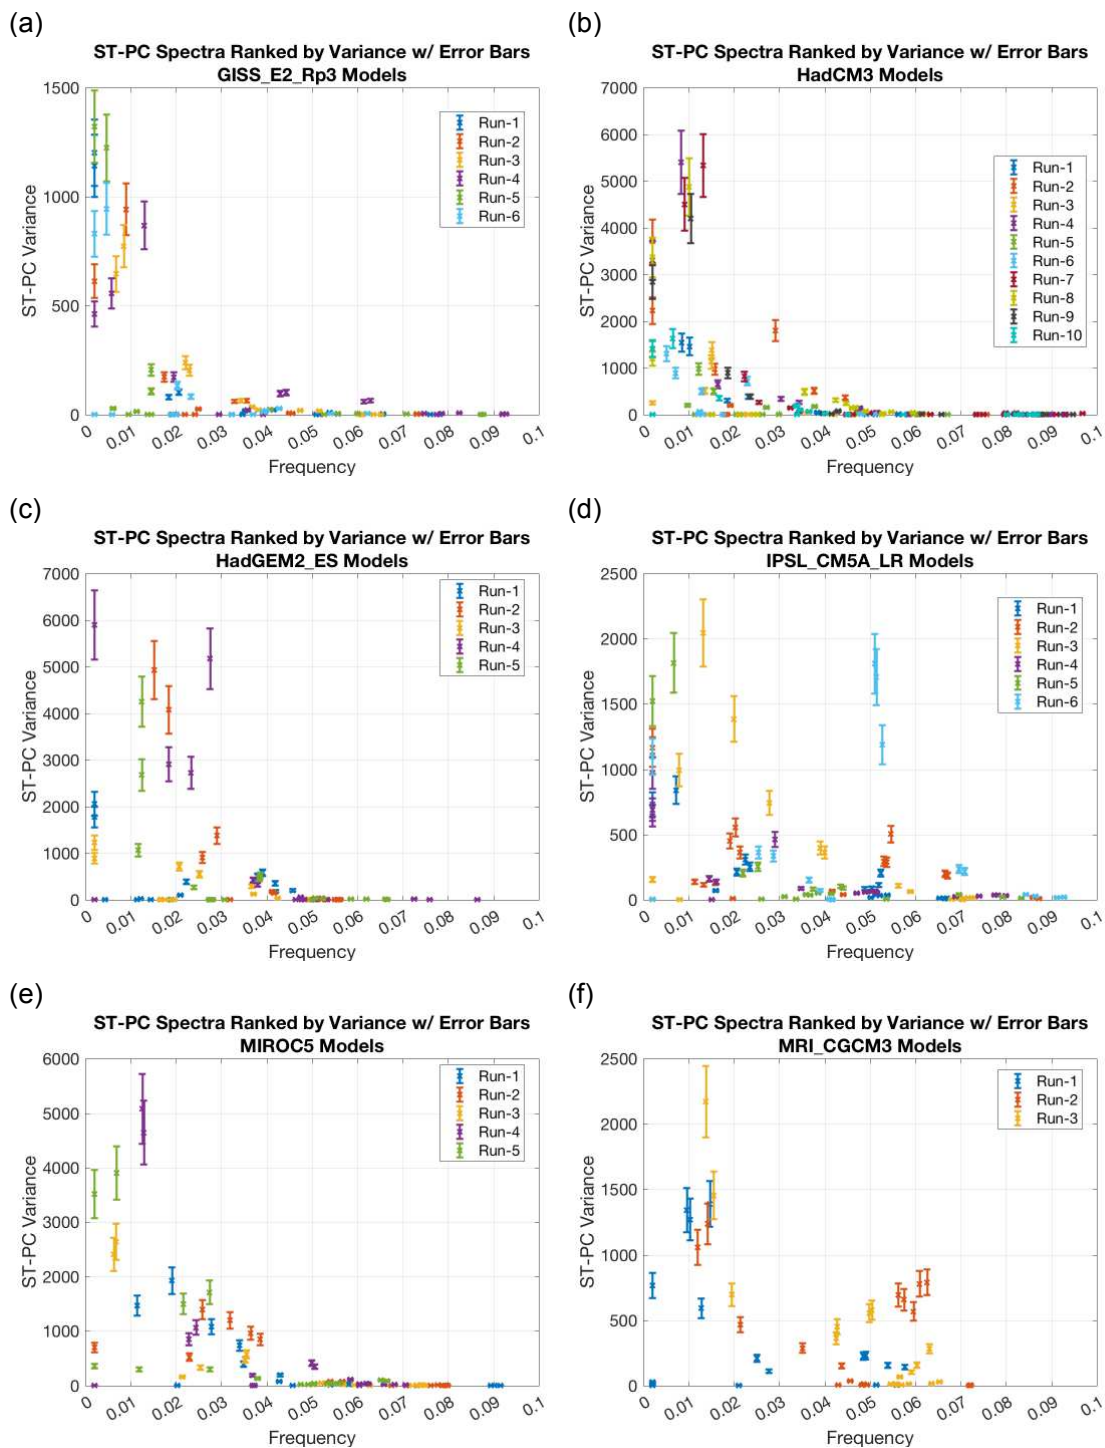 (a)
ST-PC Spectra Ranked by Variance w/ Error Bars
GISS_E2_Rp3 Models
1500
1000
500
0
ST-PC Variance
0 0.01 0.02 0.03 0.04 0.05 0.06 0.07 0.08 0.09 0.1
Frequency
Run-1
Run-2
Run-3
Run-4
Run-5
Run-6
(b)
ST-PC Spectra Ranked by Variance w/ Error Bars
HadCM3 Models
7000
6000
5000
4000
3000
2000
1000
0
ST-PC Variance
0 0.01 0.02 0.03 0.04 0.05 0.06 0.07 0.08 0.09 0.1
Frequency
Run-1
Run-2
Run-3
Run-4
Run-5
Run-6
Run-7
Run-8
Run-9
Run-10
(c)
ST-PC Spectra Ranked by Variance w/ Error Bars
HadGEM2_ES Models
7000
6000
5000
4000
3000
2000
1000
0
ST-PC Variance
0 0.01 0.02 0.03 0.04 0.05 0.06 0.07 0.08 0.09 0.1
Frequency
Run-1
Run-2
Run-3
Run-4
Run-5
(d)
ST-PC Spectra Ranked by Variance w/ Error Bars
IPSL_CM5A_LR Models
2500
2000
1500
1000
500
0
ST-PC Variance
0 0.01 0.02 0.03 0.04 0.05 0.06 0.07 0.08 0.09 0.1
Frequency
Run-1
Run-2
Run-3
Run-4
Run-5
Run-6
(e)
ST-PC Spectra Ranked by Variance w/ Error Bars
MIROC5 Models
6000
5000
4000
3000
2000
1000
0
ST-PC Variance
0 0.01 0.02 0.03 0.04 0.05 0.06 0.07 0.08 0.09 0.1
Frequency
Run-1
Run-2
Run-3
Run-4
Run-5
(f)
ST-PC Spectra Ranked by Variance w/ Error Bars
MRI_CGCM3 Models
2500
2000
1500
1000
500
0
ST-PC Variance
0 0.01 0.02 0.03 0.04 0.05 0.06 0.07 0.08 0.09 0.1
Frequency
Run-1
Run-2
Run-3